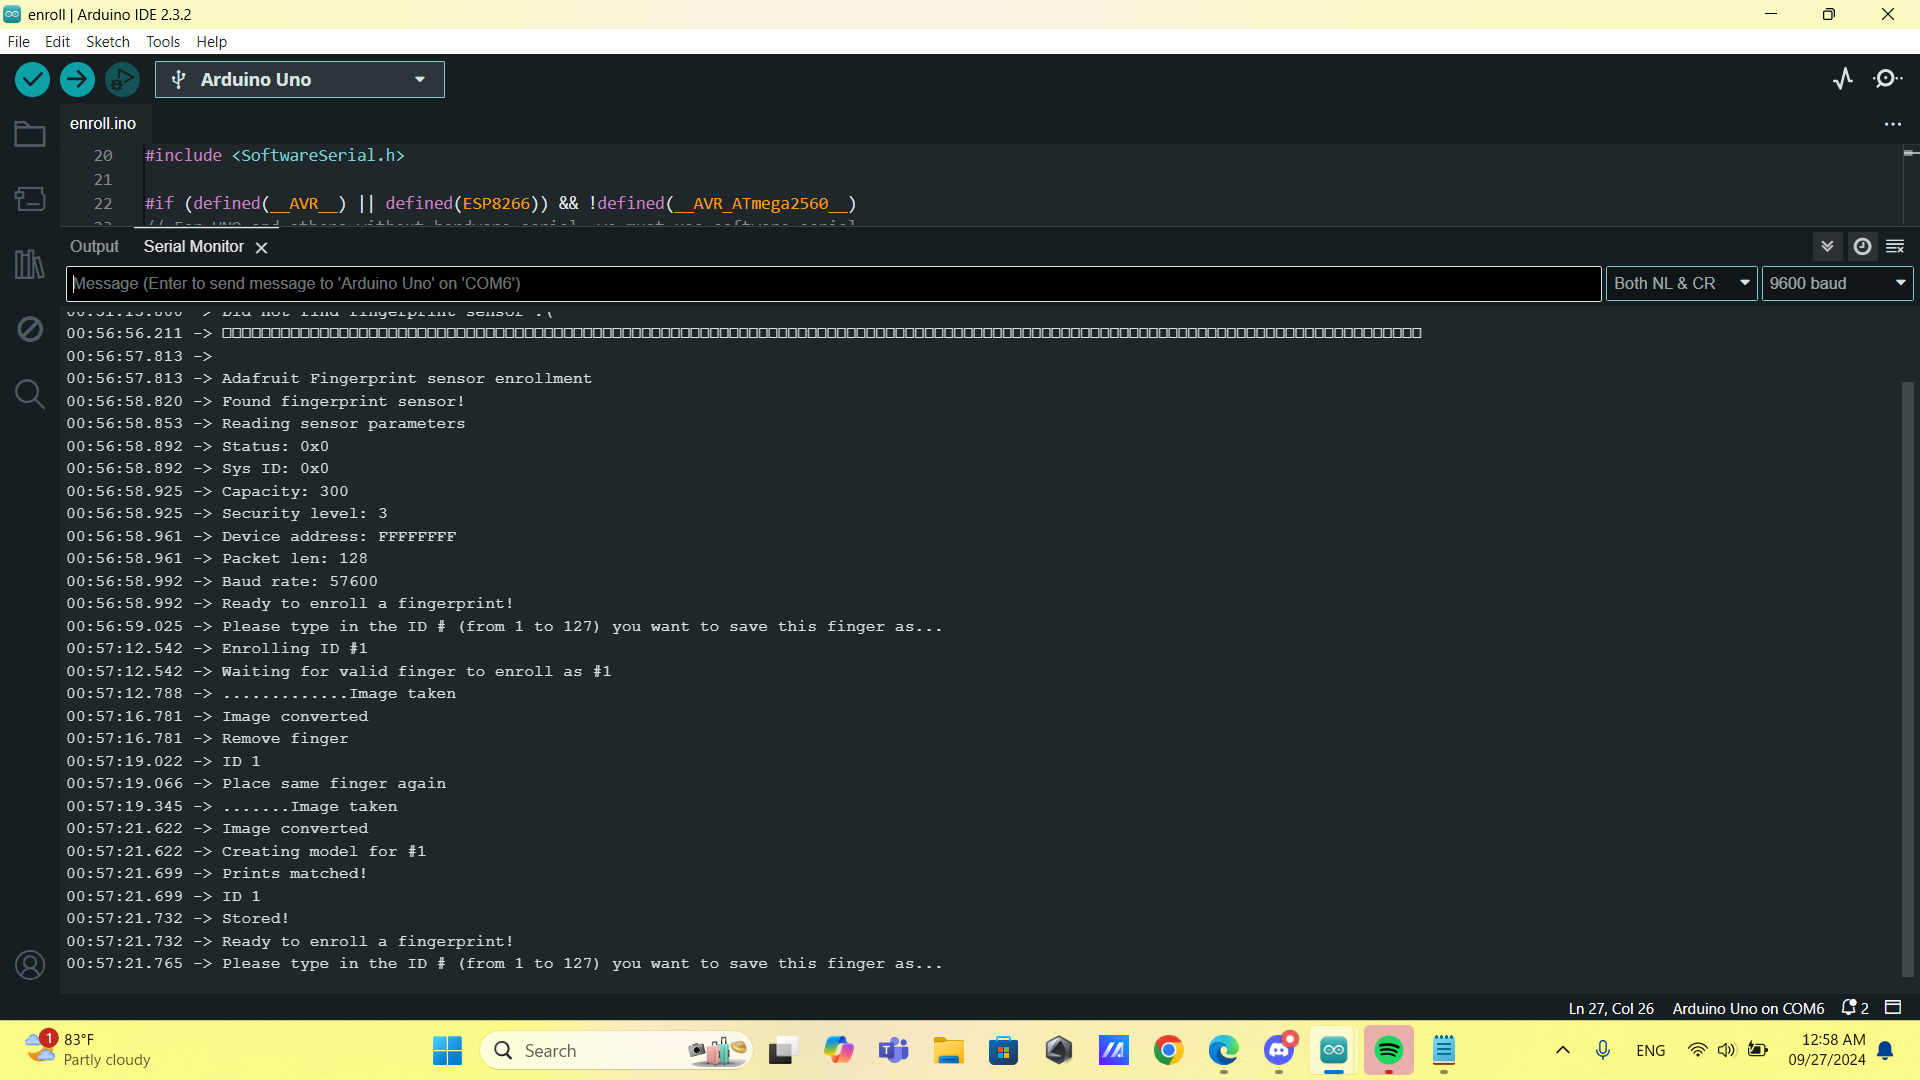 enroll | Arduino IDE 2.3.2
File Edit Sketch Tools Help
Arduino Uno
enroll.ino
20 #include <SoftwareSerial.h>
21
22 #if (defined(__AVR__) || defined(ESP8266)) && !defined(__AVR_ATmega2560__)
Output Serial Monitor
Message (Enter to send message to 'Arduino Uno' on 'COM6') Both NL & CR 9600 baud
Did not find fingerprint sensor :(
00:56:56.211 ->
00:56:57.813 ->
00:56:57.813 -> Adafruit Fingerprint sensor enrollment
00:56:58.820 -> Found fingerprint sensor!
00:56:58.853 -> Reading sensor parameters
00:56:58.892 -> Status: 0x0
00:56:58.892 -> Sys ID: 0x0
00:56:58.925 -> Capacity: 300
00:56:58.925 -> Security level: 3
00:56:58.961 -> Device address: FFFFFFFF
00:56:58.961 -> Packet len: 128
00:56:58.992 -> Baud rate: 57600
00:56:58.992 -> Ready to enroll a fingerprint!
00:56:59.025 -> Please type in the ID # (from 1 to 127) you want to save this finger as...
00:57:12.542 -> Enrolling ID #1
00:57:12.542 -> Waiting for valid finger to enroll as #1
00:57:12.788 -> .............Image taken
00:57:16.781 -> Image converted
00:57:16.781 -> Remove finger
00:57:19.022 -> ID 1
00:57:19.066 -> Place same finger again
00:57:19.345 -> .......Image taken
00:57:21.622 -> Image converted
00:57:21.622 -> Creating model for #1
00:57:21.699 -> Prints matched!
00:57:21.699 -> ID 1
00:57:21.732 -> Stored!
00:57:21.732 -> Ready to enroll a fingerprint!
00:57:21.765 -> Please type in the ID # (from 1 to 127) you want to save this finger as...
Ln 27, Col 26 Arduino Uno on COM6 2
1
83°F
Partly cloudy
Search
ENG
12:58 AM
09/27/2024